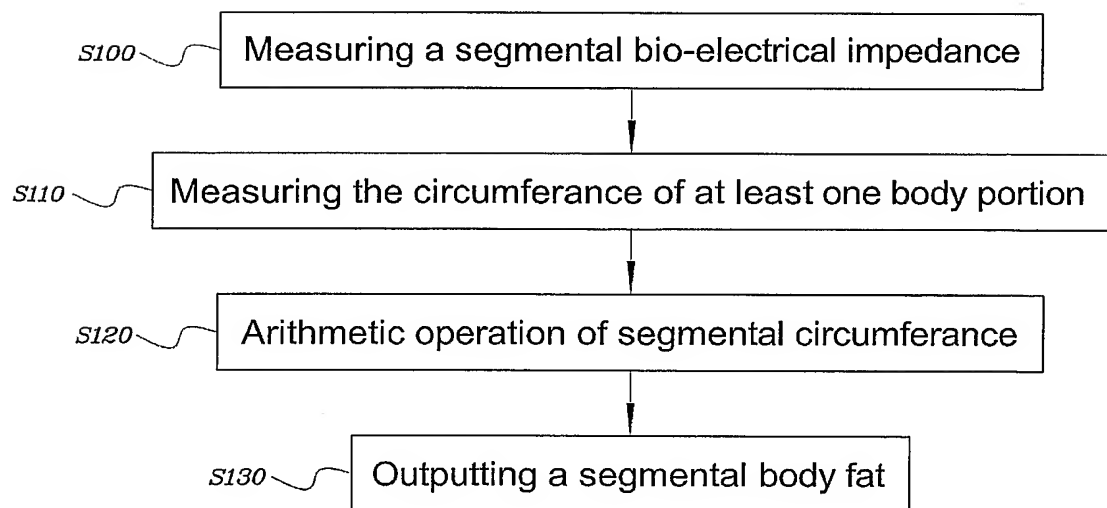 S100 Measuring a segmental bio-electrical impedance
S110 Measuring the circumferance of at least one body portion
S120 Arithmetic operation of segmental circumferance
S130 Outputting a segmental body fat